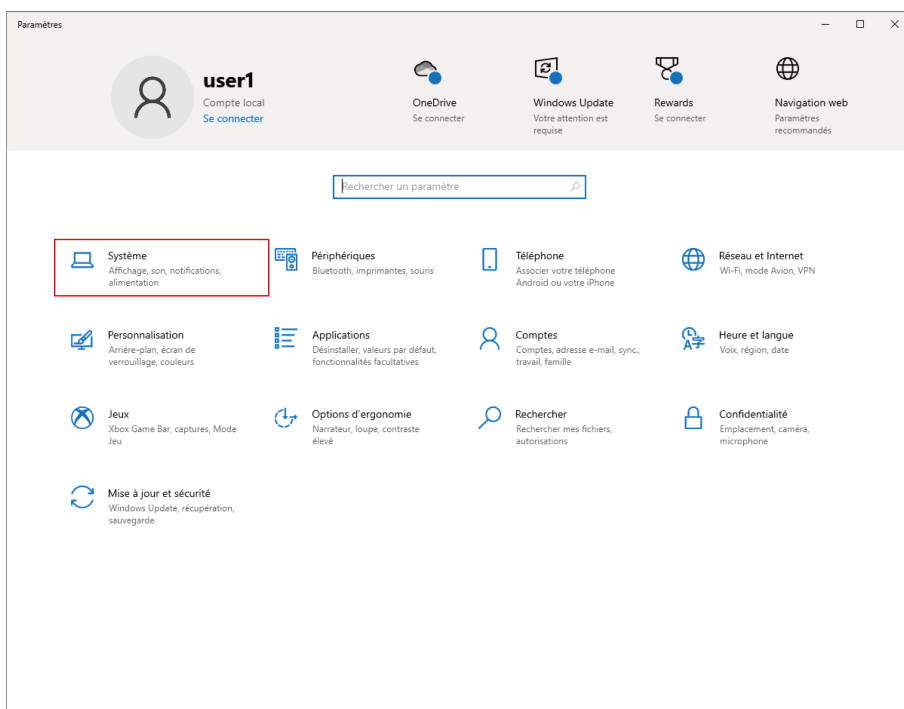 Paramètres
user1
Compte local
Se connecter
OneDrive
Se connecter
Windows Update
Votre attention est
requise
Rewards
Se connecter
Navigation web
Paramètres
recommandés
Rechercher un paramètre
Système
Affichage, son, notifications,
alimentation
Périphériques
Bluetooth, imprimantes, souris
Téléphone
Associer votre téléphone
Android ou votre iPhone
Réseau et Internet
Wi-Fi, mode Avion, VPN
Personnalisation
Arrière-plan, écran de
verrouillage, couleurs
Applications
Désinstaller, valeurs par défaut,
fonctionnalités facultatives
Comptes
Comptes, adresse e-mail, sync.,
travail, famille
Heure et langue
Voix, région, date
Jeux
Xbox Game Bar, captures, Mode
Jeu
Options d'ergonomie
Narrateur, loupe, contraste
élevé
Rechercher
Rechercher mes fichiers,
autorisations
Confidentialité
Emplacement, caméra,
microphone
Mise à jour et sécurité
Windows Update, récupération,
sauvegarde